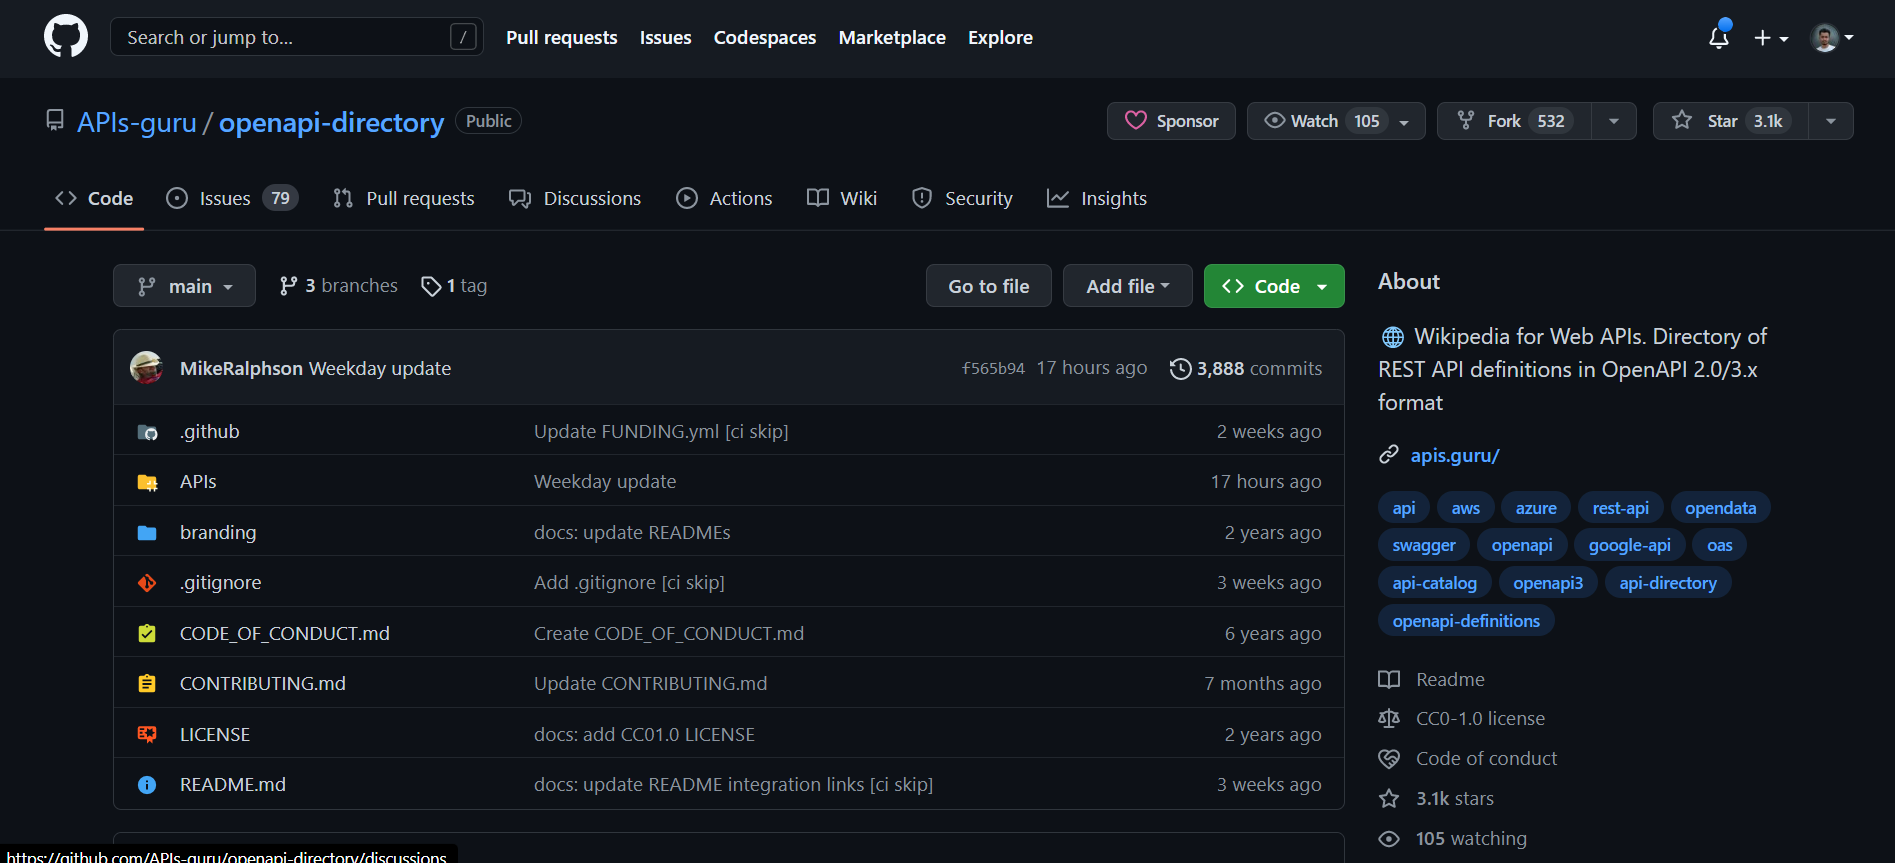 Search or jump to... / Pull requests Issues Codespaces Marketplace Explore
APIs-guru / openapi-directory Public Sponsor Watch 105 Fork 532 Star 3.1k
Code Issues 79 Pull requests Discussions Actions Wiki Security Insights
main 3 branches 1 tag Go to file Add file Code
MikeRalphson Weekday update f565b94 17 hours ago 3,888 commits
.github Update FUNDING.yml [ci skip] 2 weeks ago
APIs Weekday update 17 hours ago
branding docs: update READMEs 2 years ago
.gitignore Add .gitignore [ci skip] 3 weeks ago
CODE_OF_CONDUCT.md Create CODE_OF_CONDUCT.md 6 years ago
CONTRIBUTING.md Update CONTRIBUTING.md 7 months ago
LICENSE docs: add CC01.0 LICENSE 2 years ago
README.md docs: update README integration links [ci skip] 3 weeks ago
About
Wikipedia for Web APIs. Directory of
REST API definitions in OpenAPI 2.0/3.x
format
apis.guru/
api aws azure rest-api opendata
swagger openapi google-api oas
api-catalog openapi3 api-directory
openapi-definitions
Readme
CC0-1.0 license
Code of conduct
3.1k stars
105 watching
https://github.com/APIs-guru/openapi-directory/discussions